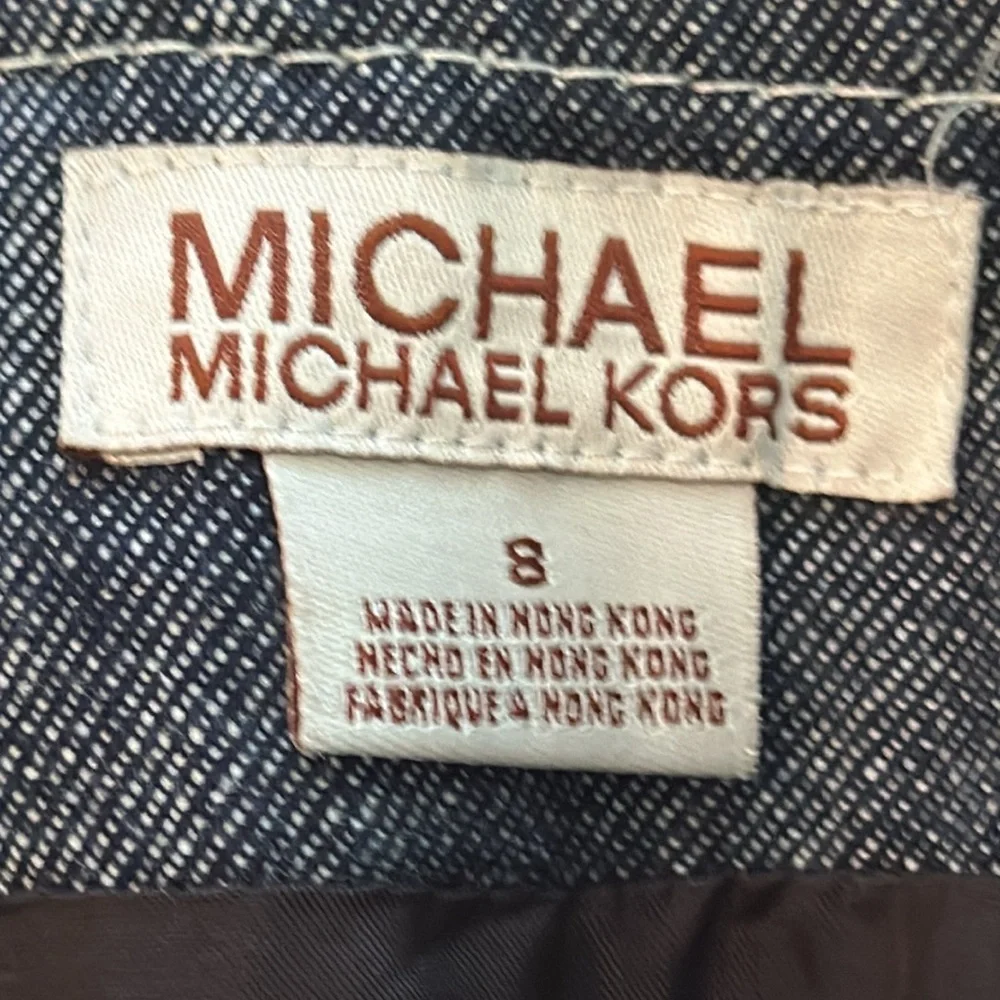 MICHAEL
MICHAEL KORS
8
MADE IN HONG KONG
HECHO EN HONG KONG
FABRIQUE A HONG KONG